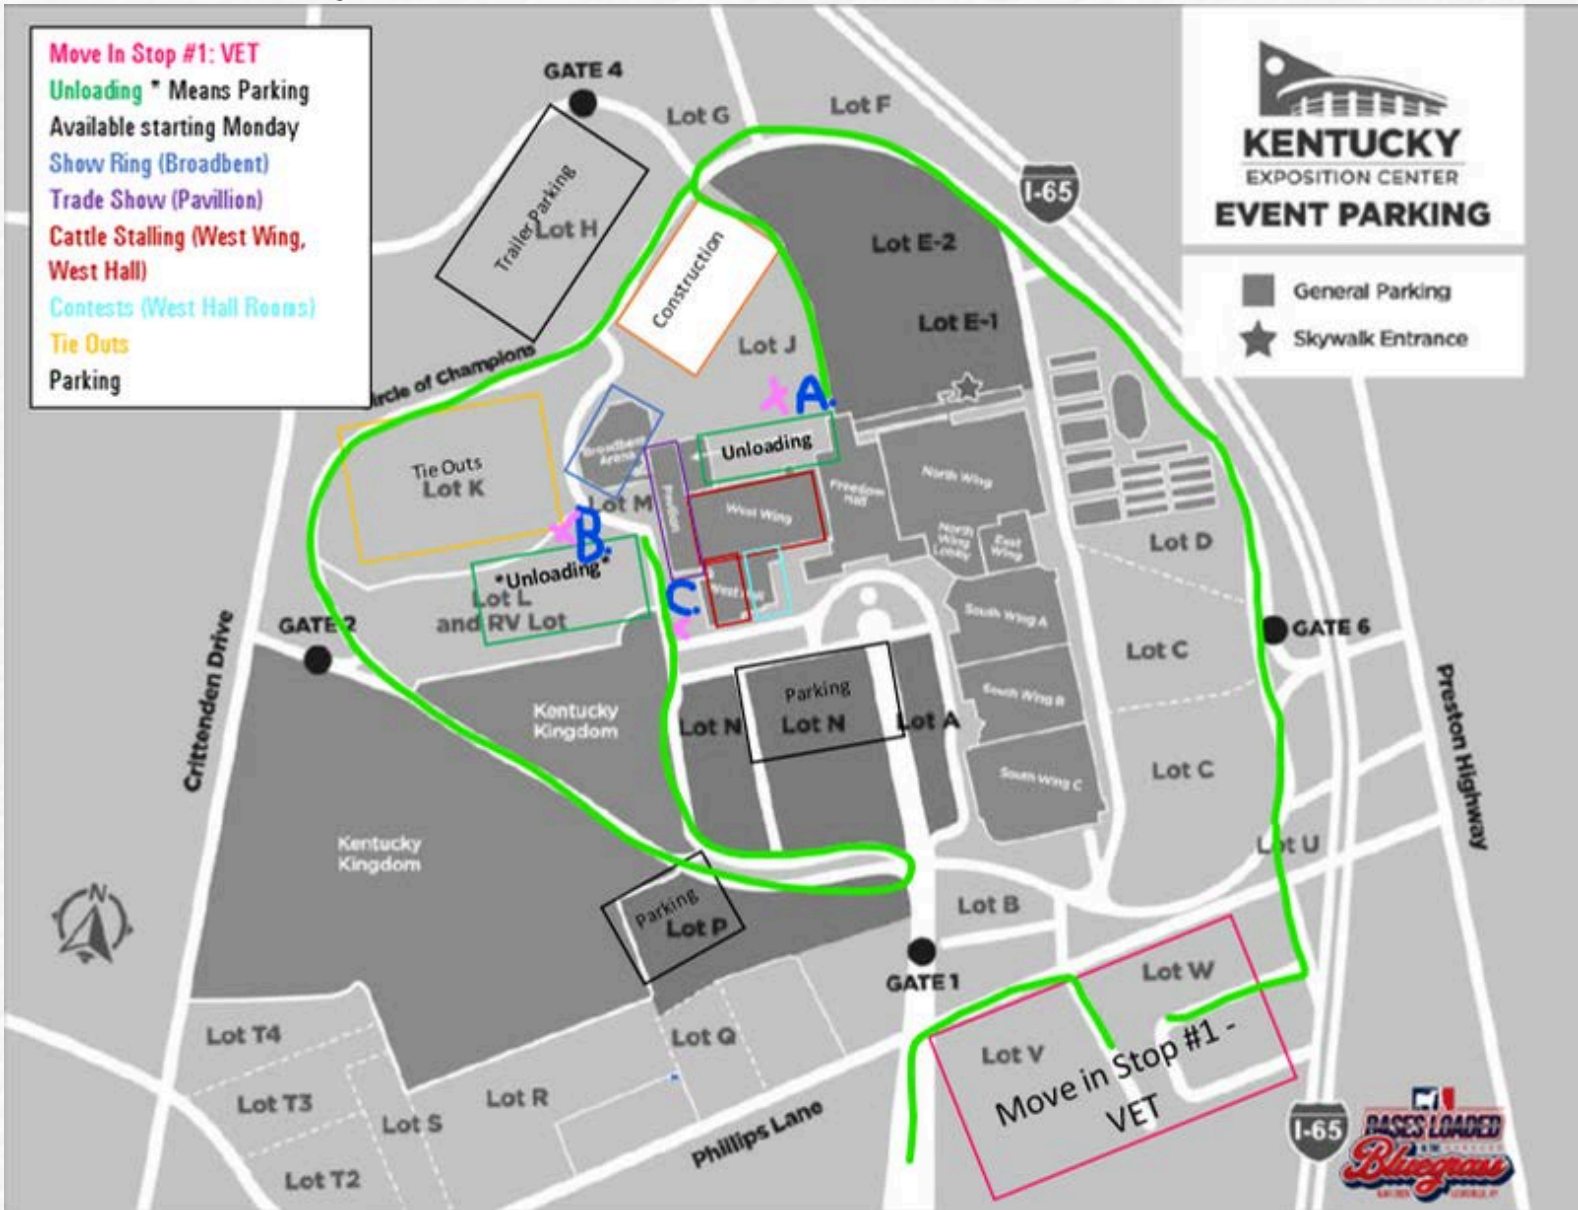 Move In Stop #1: VET
Unloading * Means Parking
Available starting Monday
Show Ring (Broadbent)
Trade Show (Pavillion)
Cattle Stalling (West Wing,
West Hall)
Contests (West Hall Rooms)
Tie Outs
Parking
KENTUCKY
EXPOSITION CENTER
EVENT PARKING
General Parking
Skywalk Entrance
GATE 4
Lot G
Lot F
I-65
Trailer Parking
Lot H
Construction
Lot E-2
Lot E-1
Lot J
Circle of Champions
A.
Broadbent
Arena
Unloading
Tie Outs
Lot K
Lot M
Pavilion
West Wing
Freedom
Hall
North Wing
North
Wing
Lobby
East
Wing
Lot D
B.
*Unloading*
Lot L
and RV Lot
C.
West
South Wing A
GATE 2
GATE 6
Lot C
Crittenden Drive
Preston Highway
Kentucky
Kingdom
Parking
Lot N
Lot N
Lot A
South Wing B
South Wing C
Lot C
Kentucky
Kingdom
Lot U
N
Parking
Lot P
Lot B
GATE 1
Lot W
Lot V
Move in Stop #1 -
VET
Lot T4
Lot Q
Lot T3
Lot R
Lot S
Phillips Lane
Lot T2
I-65
BASES LOADED
Bluegrass